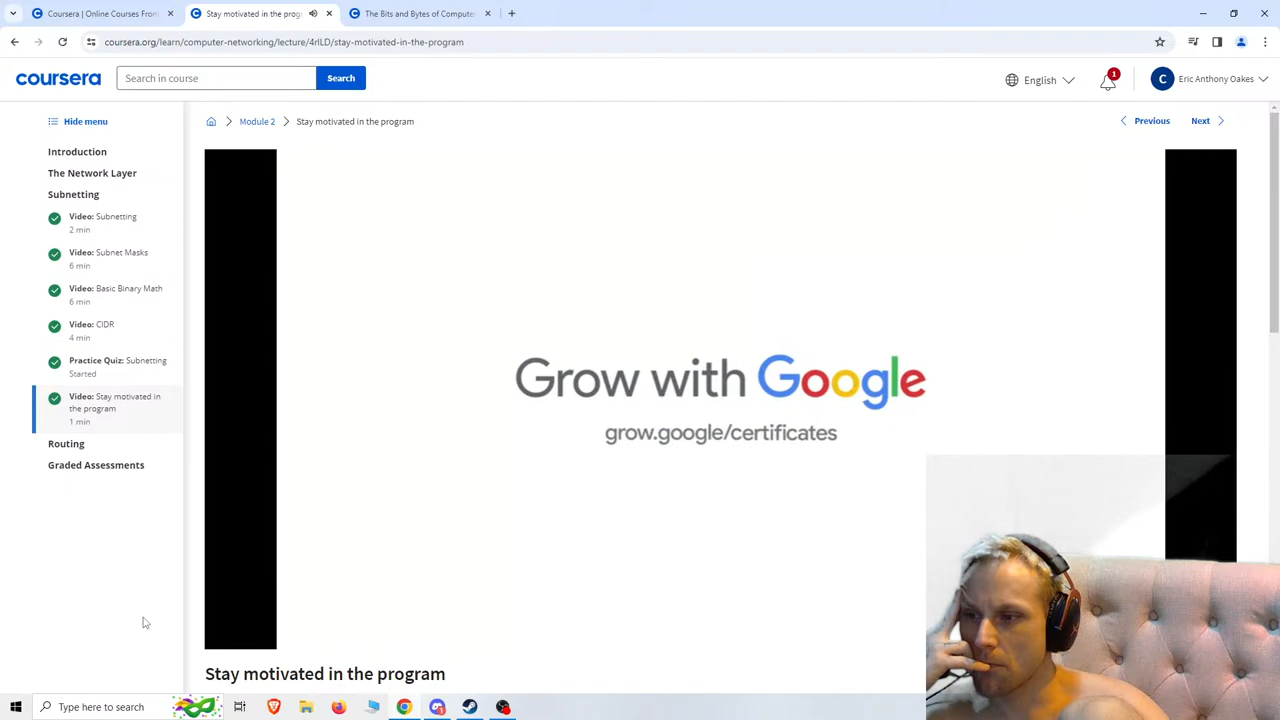 Coursera | Online Courses From
Stay motivated in the prog
The Bits and Bytes of Compute
coursera.org/learn/computer-networking/lecture/4rlLD/stay-motivated-in-the-program
coursera
Search in course
Search
English
1
C
Eric Anthony Oakes
Hide menu
Module 2
Stay motivated in the program
Previous
Next
Introduction
The Network Layer
Subnetting
Video: Subnetting
2 min
Video: Subnet Masks
6 min
Video: Basic Binary Math
6 min
Video: CIDR
4 min
Practice Quiz: Subnetting
Started
Video: Stay motivated in
the program
1 min
Routing
Graded Assessments
Grow with Google
grow.google/certificates
Stay motivated in the program
Type here to search